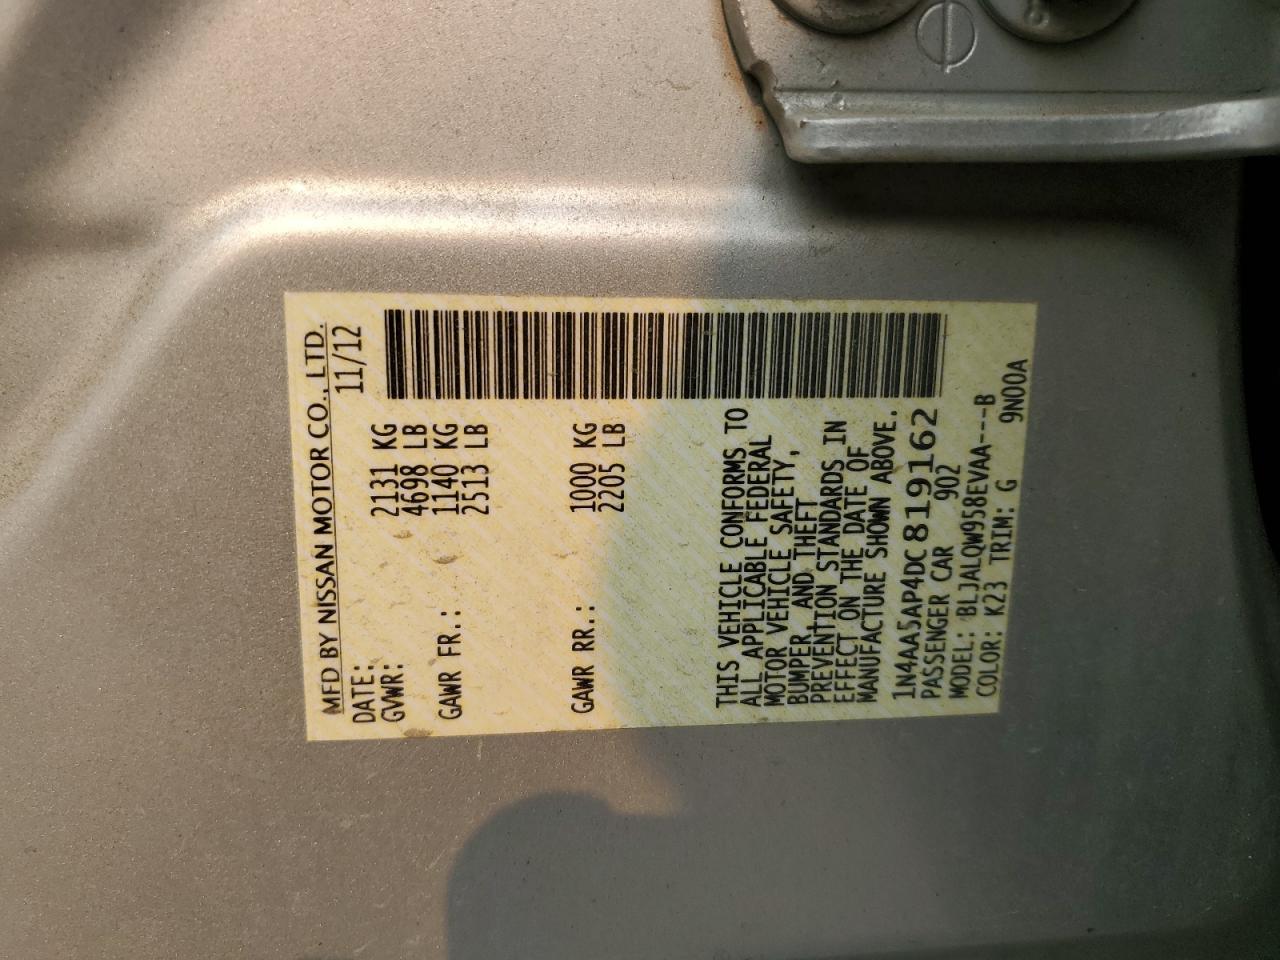 MFD BY NISSAN MOTOR CO., LTD.
DATE: 11/12
GVWR: 2131 KG
4698 LB
GAWR FR.: 1140 KG
2513 LB
GAWR RR.: 1000 KG
2205 LB
THIS VEHICLE CONFORMS TO
ALL APPLICABLE FEDERAL
MOTOR VEHICLE SAFETY,
BUMPER, AND THEFT
PREVENTION STANDARDS IN
EFFECT ON THE DATE OF
MANUFACTURE SHOWN ABOVE.
1N4AA5AP4DC819162
PASSENGER CAR 902
MODEL: BLJALQW958EVAA---B
COLOR: K23 TRIM: G 9N00A
8